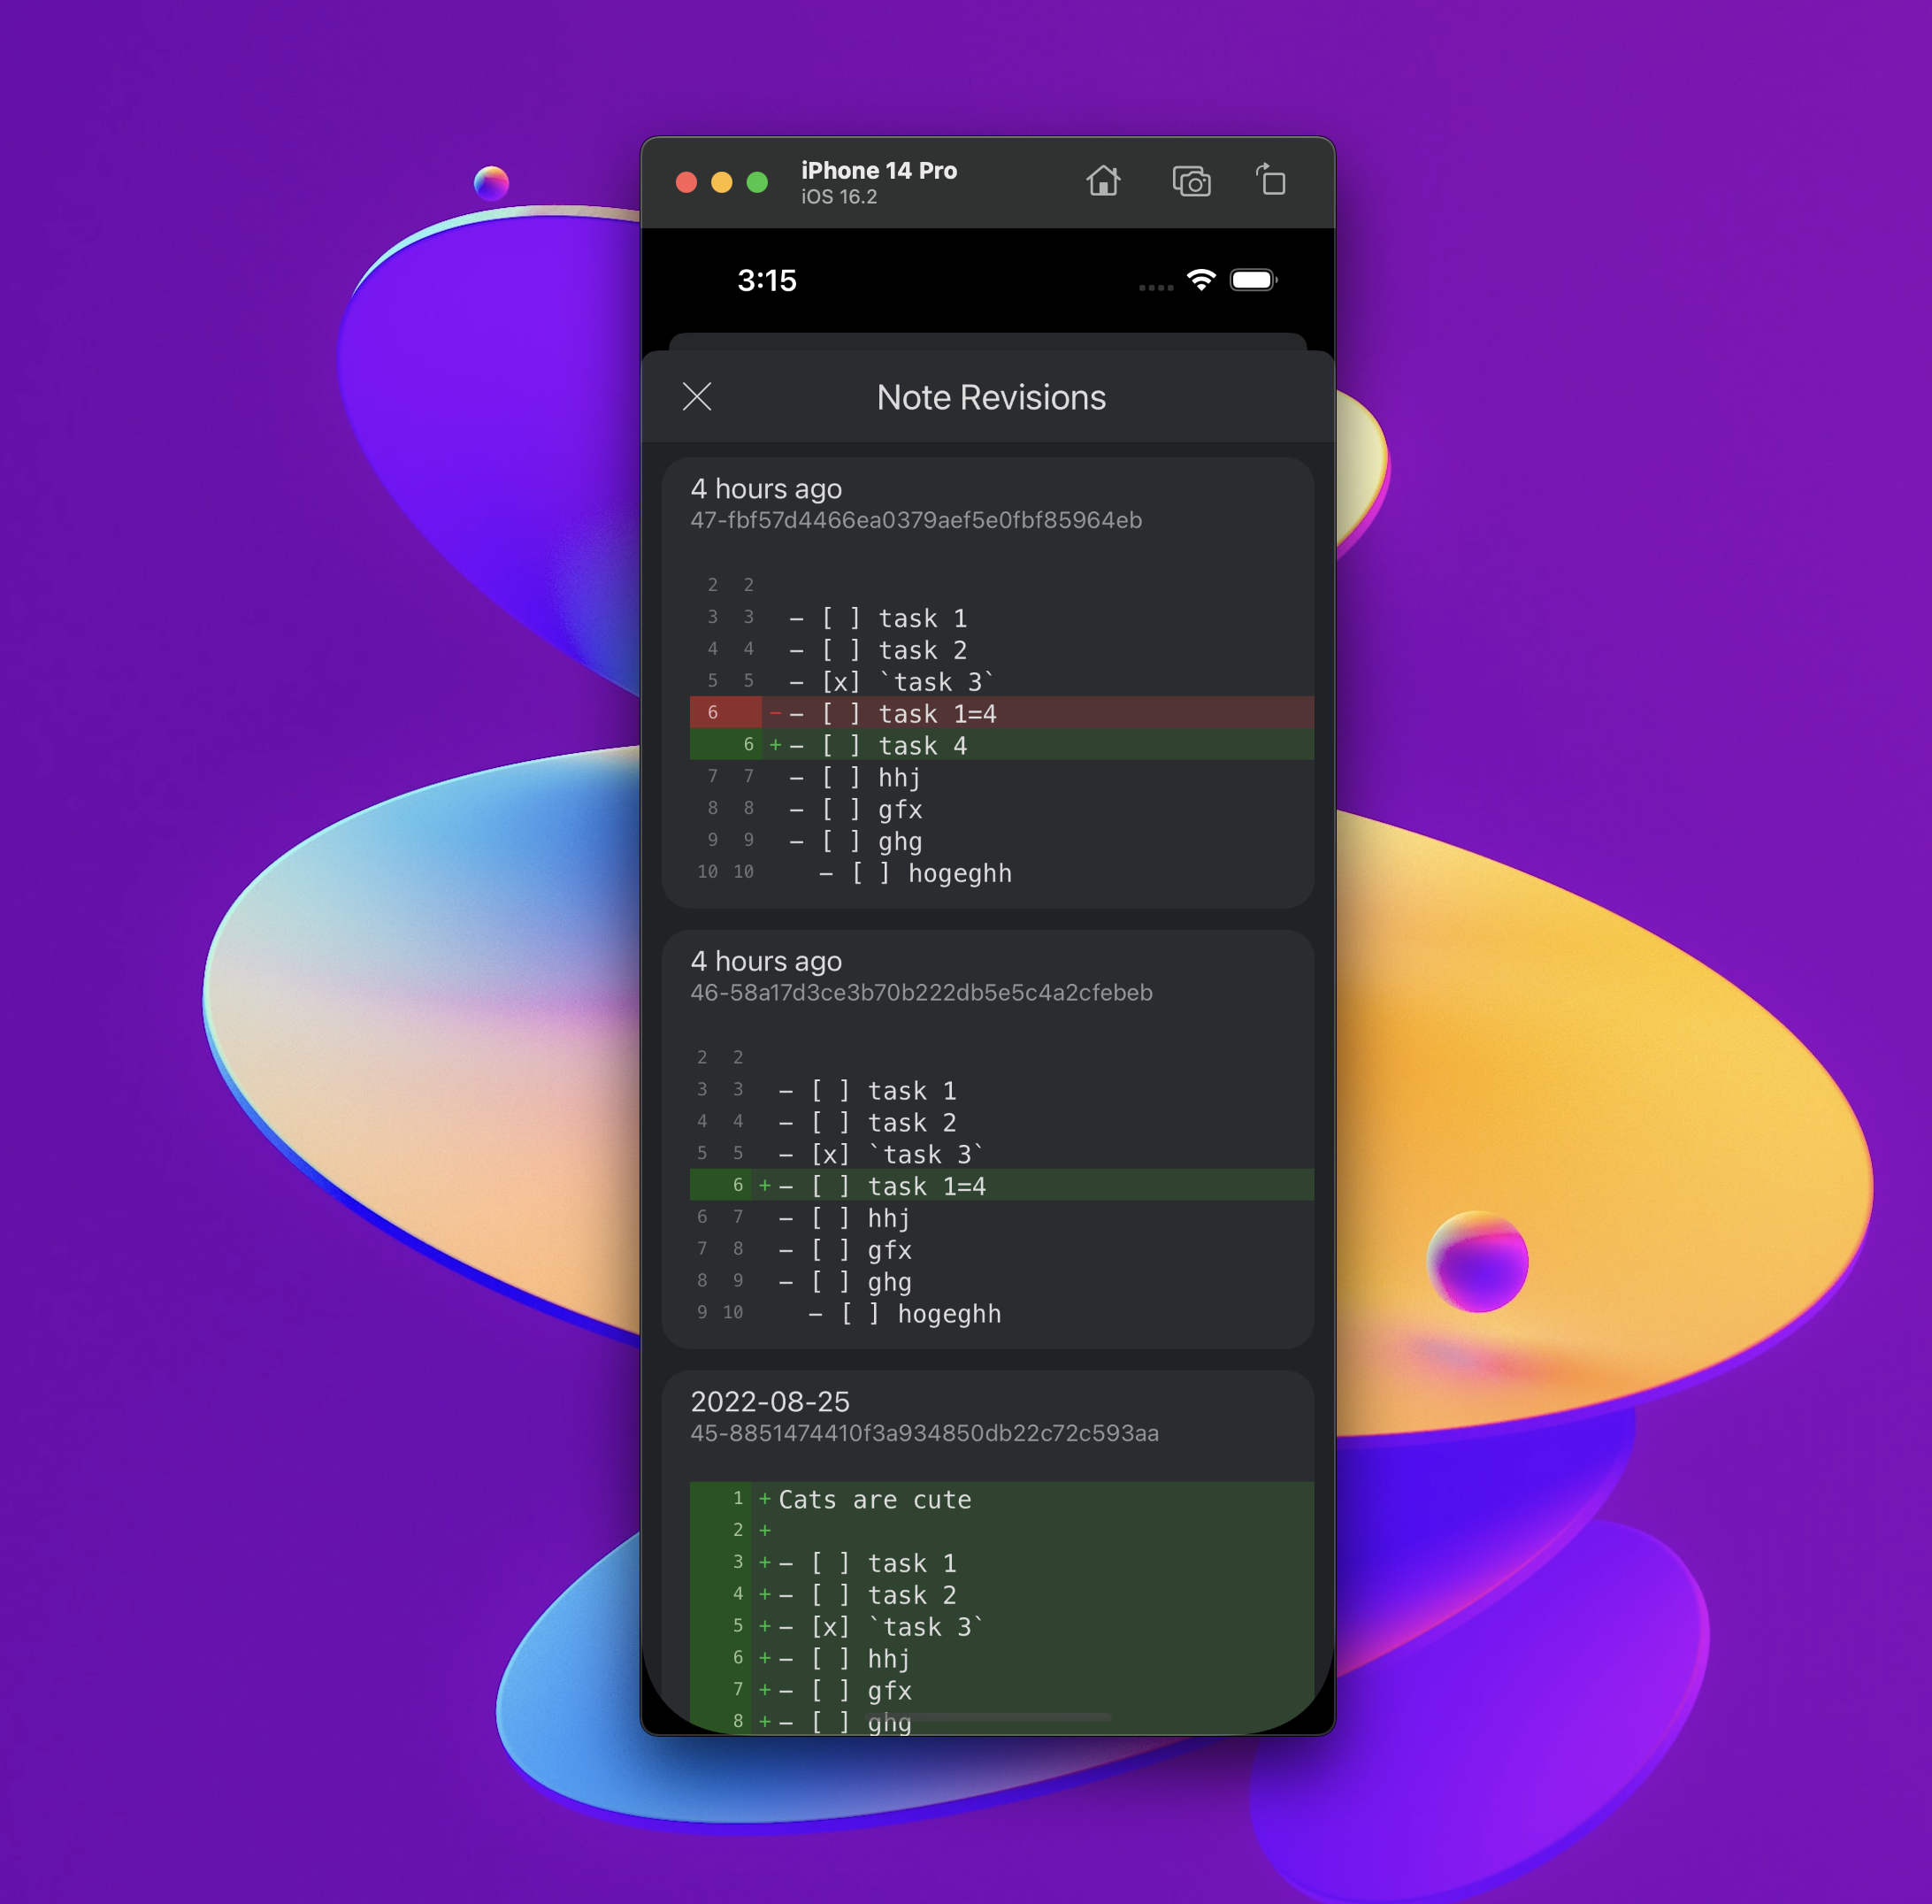 iPhone 14 Pro
iOS 16.2
3:15
Note Revisions
4 hours ago
47-fbf57d4466ea0379aef5e0fbf85964eb
2 2
3 3 – [ ] task 1
4 4 – [ ] task 2
5 5 – [x] `task 3`
6 – – [ ] task 1=4
6 + – [ ] task 4
7 7 – [ ] hhj
8 8 – [ ] gfx
9 9 – [ ] ghg
10 10 – [ ] hogeghh
4 hours ago
46-58a17d3ce3b70b222db5e5c4a2cfebeb
2 2
3 3 – [ ] task 1
4 4 – [ ] task 2
5 5 – [x] `task 3`
6 + – [ ] task 1=4
6 7 – [ ] hhj
7 8 – [ ] gfx
8 9 – [ ] ghg
9 10 – [ ] hogeghh
2022-08-25
45-8851474410f3a934850db22c72c593aa
1 + Cats are cute
2 +
3 + – [ ] task 1
4 + – [ ] task 2
5 + – [x] `task 3`
6 + – [ ] hhj
7 + – [ ] gfx
8 + – [ ] ghg